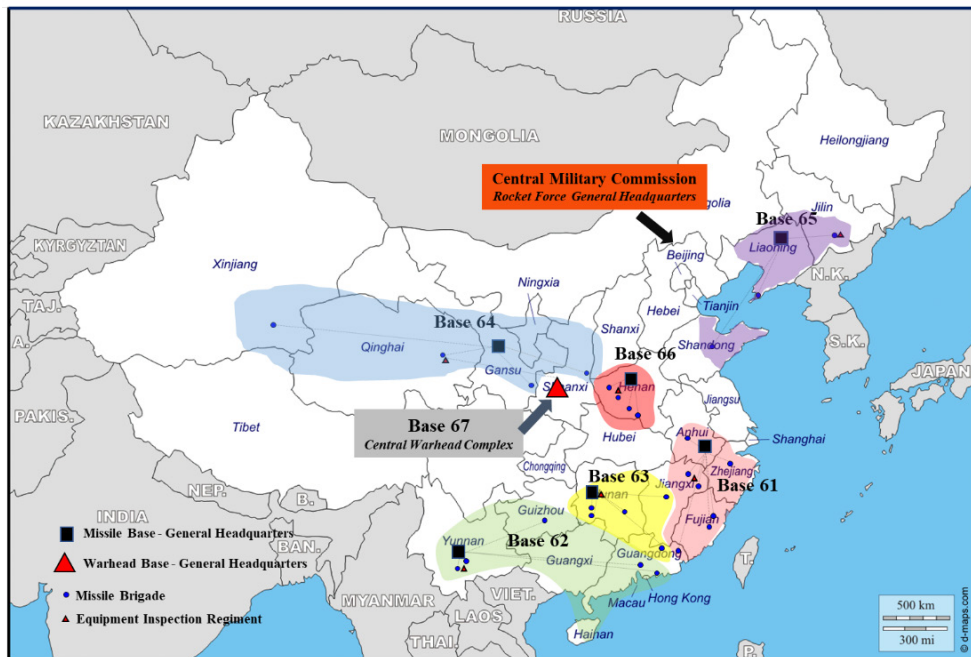 RUSSIA
KAZAKHSTAN
MONGOLIA
Heilongjiang
Central Military Commission
Rocket Force General Headquarters
golia
Jilin
Base 65
Liaoning
KYRGYZTAN
Xinjiang
Beijing
N.K.
TAJ.
Ningxia
Tianjin
Hebei
Shanxi
Base 64
Qinghai
Gansu
Base 66
Shandong
S.K.
JAPAN
A.
Henan
Shaanxi
PAKIS.
Tibet
Base 67
Central Warhead Complex
Jiangsu
Hubei
Anhui
Shanghai
Chongqing
Zhejiang
NEP.
B.
Base 63
Hunan
Jiangxi
Base 61
INDIA
Guizhou
Fujian
Missile Base - General Headquarters
BAN.
Yunnan
Base 62
Guangxi
Guangdong
T.
Warhead Base - General Headquarters
Missile Brigade
MYANMAR
VIET.
Macau
Hong Kong
Equipment Inspection Regiment
LAOS
Hainan
THAI.
P.
500 km
300 mi
© d-maps.com